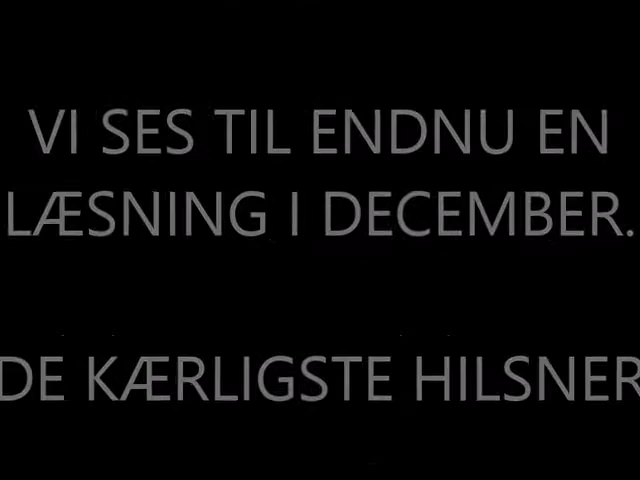 VI SES TIL ENDNU EN
LÆSNING I DECEMBER.
DE KÆRLIGSTE HILSNER